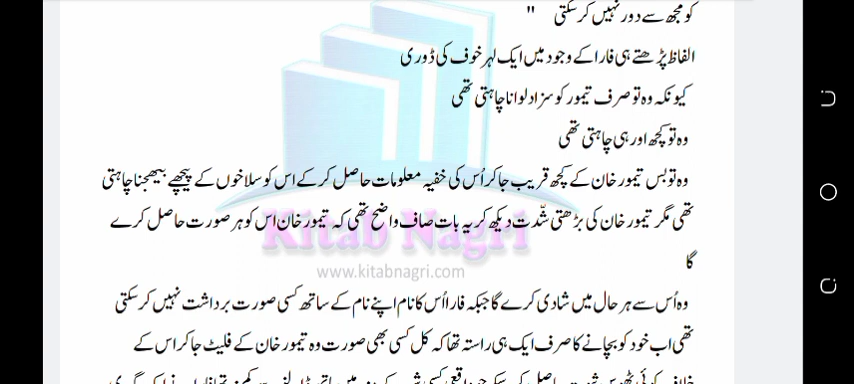 کو مجھ سے دور نہیں کر سکتی "
الفاظ پڑھتے ہی فارا کے وجود میں ایک لہر خوف کی ڈوری
کیونکہ وہ تو صرف تیمور کو سزا دلوانا چاہتی تھی
وہ تو کچھ اور ہی چاہتی تھی
وہ تو بس تیمور خان کے کچھ قریب جا کر اُس کی خفیہ معلومات حاصل کر کے اس کو سلاخوں کے پیچھے بیھجنا چاہتی
تھی مگر تیمور خان کی بڑھتی شدّت دیکھ کر یہ بات صاف واضح تھی کہ تیمور خان اس کو ہر صورت حاصل کرے
گا
Kitab Nagri
www.kitabnagri.com
وہ اُس سے ہر حال میں شادی کرے گا جبکہ فارا اُس کا نام اپنے نام کے ساتھ کسی صورت برداشت نہیں کر سکتی
تھی اب خود کو بچانے کا صرف ایک ہی راستہ تھا کہ کل کسی بھی صورت وہ تیمور خان کے فلیٹ جا کر اس کے